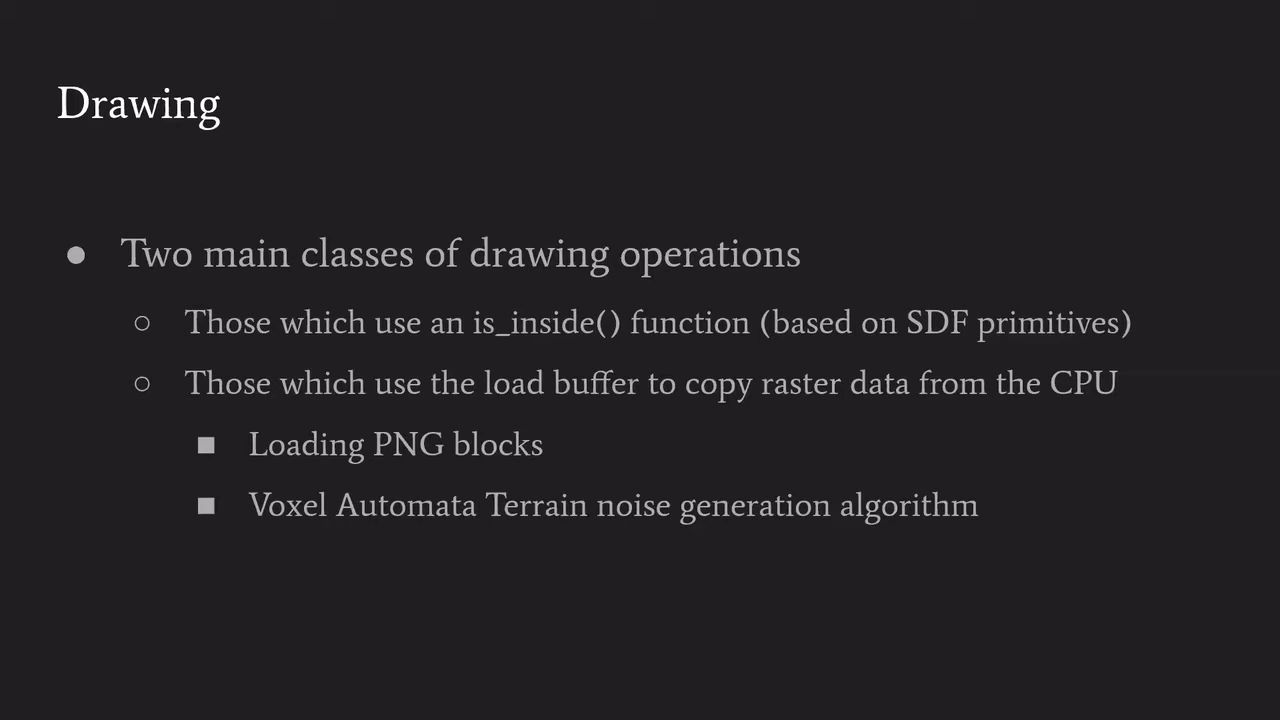 Drawing
● Two main classes of drawing operations
○ Those which use an is_inside() function (based on SDF primitives)
○ Those which use the load buffer to copy raster data from the CPU
■ Loading PNG blocks
■ Voxel Automata Terrain noise generation algorithm